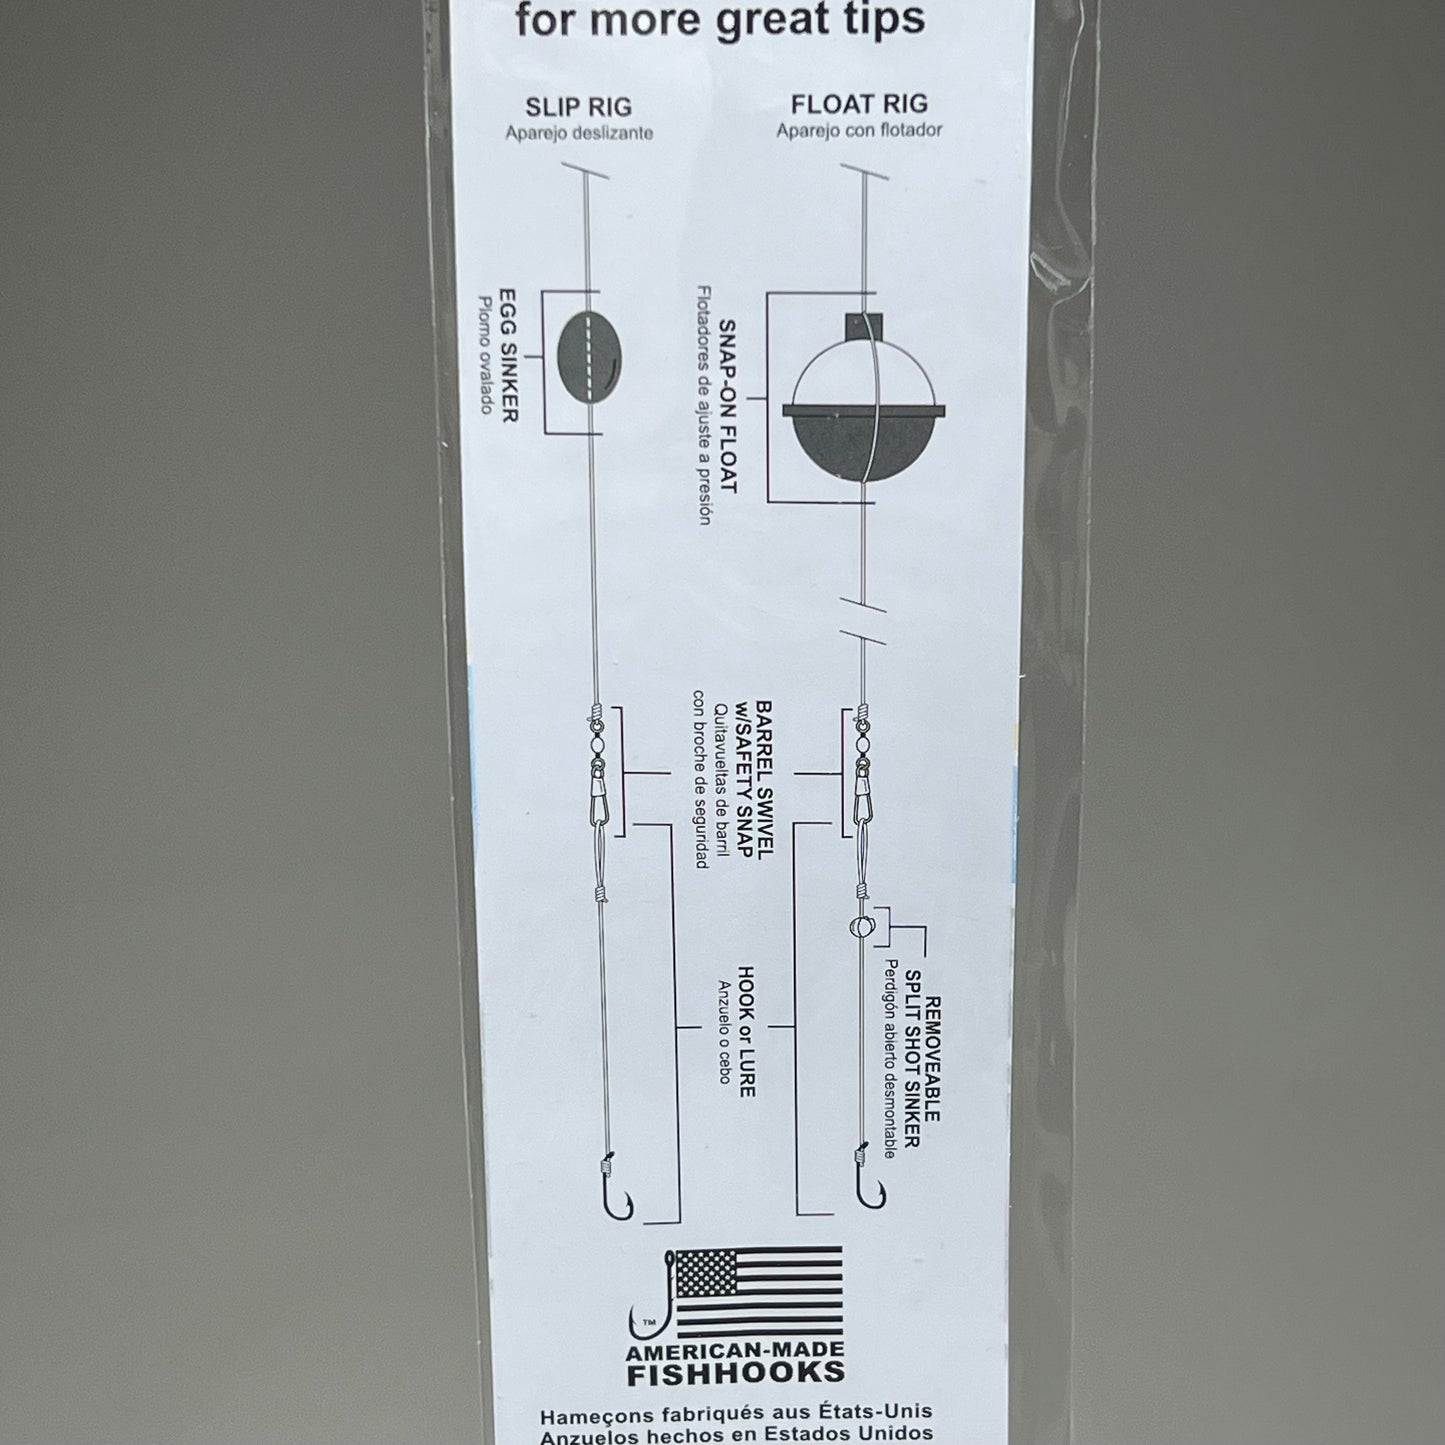 for more great tips
SLIP RIG
Aparejo deslizante
FLOAT RIG
Aparejo con flotador
EGG SINKER
Plomo ovalado
SNAP-ON FLOAT
Flotadores de ajuste a presión
BARREL SWIVEL
w/SAFETY SNAP
Quitavueltas de barril
con broche de seguridad
REMOVEABLE
SPLIT SHOT SINKER
Perdigón abierto desmontable
HOOK or LURE
Anzuelo o cebo
TM
AMERICAN-MADE
FISHHOOKS
Hameçons fabriqués aus États-Unis
Anzuelos hechos en Estados Unidos